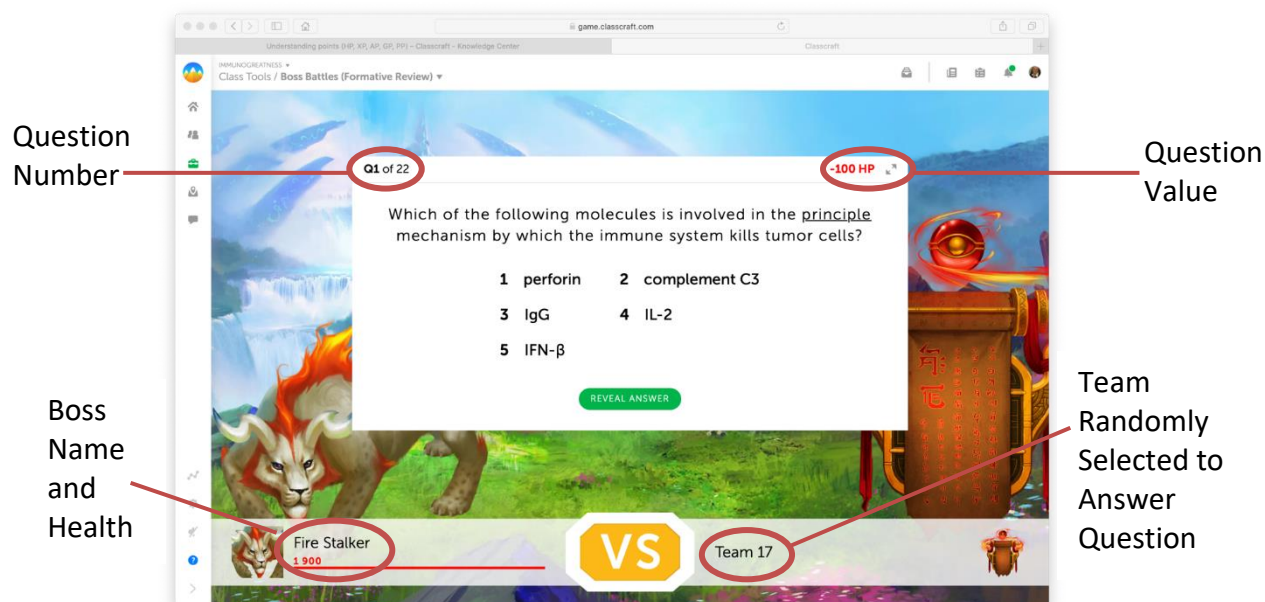 game.classcraft.com
Understanding points (HP, XP, AP, GP, PP) – Classcraft - Knowledge Center
Classcraft
IMMUNOGREATNESS
Class Tools / Boss Battles (Formative Review)
Question
Number
Question
Value
Q1 of 22
-100 HP
Which of the following molecules is involved in the principle
mechanism by which the immune system kills tumor cells?
1 perforin 2 complement C3
3 IgG 4 IL-2
5 IFN-β
REVEAL ANSWER
Boss
Name
and
Health
Team
Randomly
Selected to
Answer
Question
Fire Stalker
1 900
VS
Team 17